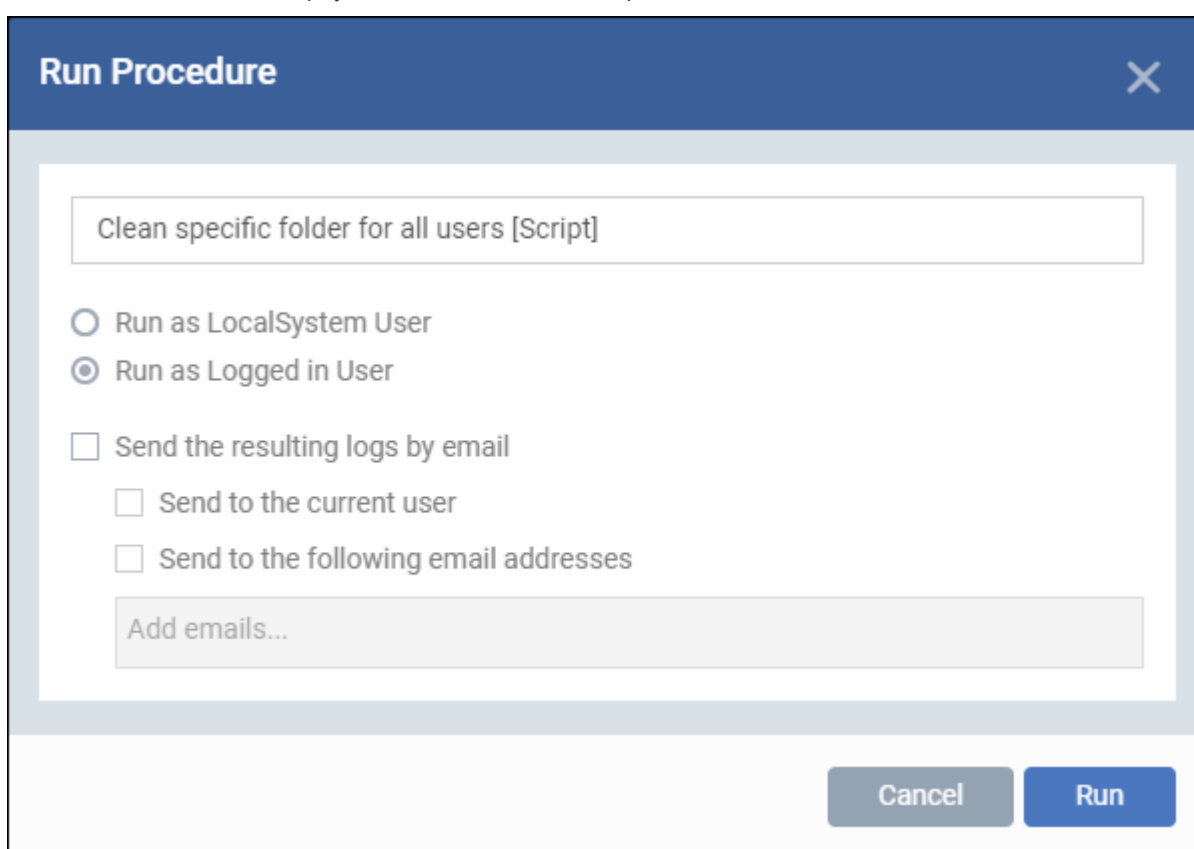 Run Procedure
Clean specific folder for all users [Script]
Run as LocalSystem User
Run as Logged in User
Send the resulting logs by email
Send to the current user
Send to the following email addresses
Add emails...
Cancel Run